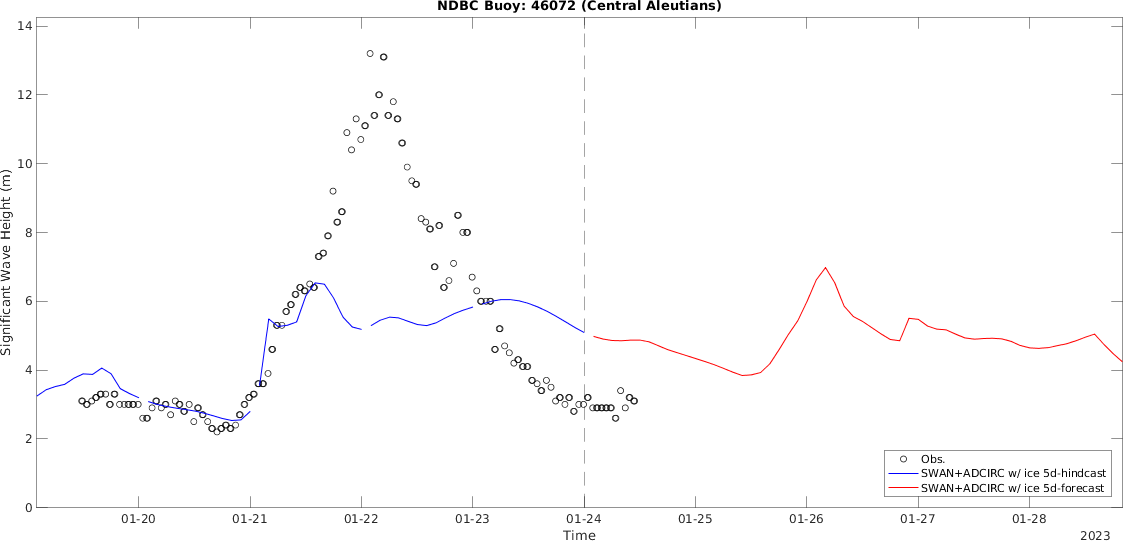 NDBC Buoy: 46072 (Central Aleutians)
14
12
10
8
6
4
2
0
Significant Wave Height (m)
01-20 01-21 01-22 01-23 01-24 01-25 01-26 01-27 01-28
Time
2023
Obs.
SWAN+ADCIRC w/ ice 5d-hindcast
SWAN+ADCIRC w/ ice 5d-forecast